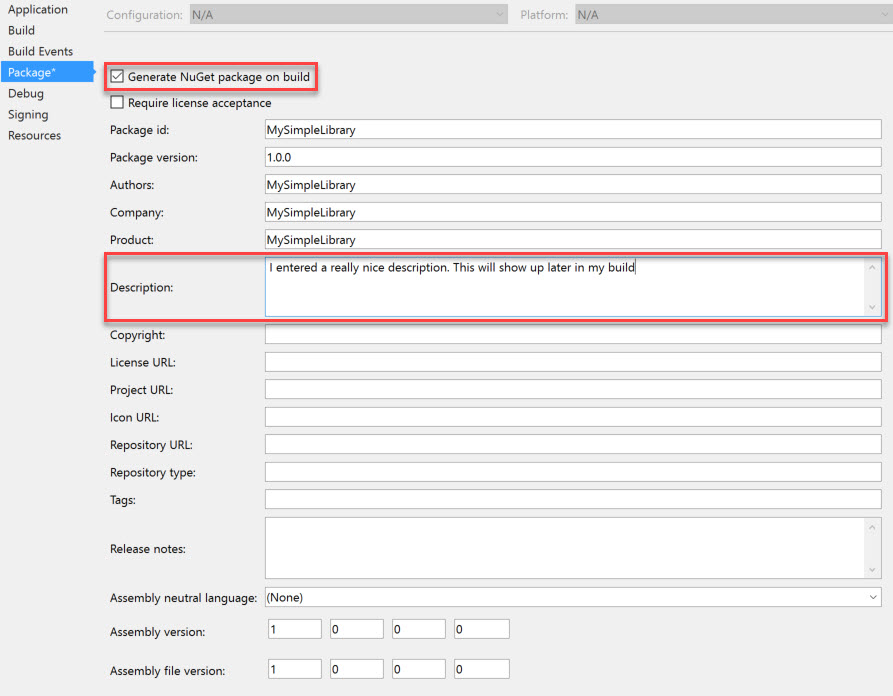 Application
Build
Build Events
Package*
Debug
Signing
Resources
Configuration: N/A Platform: N/A
Generate NuGet package on build
Require license acceptance
Package id: MySimpleLibrary
Package version: 1.0.0
Authors: MySimpleLibrary
Company: MySimpleLibrary
Product: MySimpleLibrary
Description: I entered a really nice description. This will show up later in my build
Copyright:
License URL:
Project URL:
Icon URL:
Repository URL:
Repository type:
Tags:
Release notes:
Assembly neutral language: (None)
Assembly version: 1 0 0 0
Assembly file version: 1 0 0 0